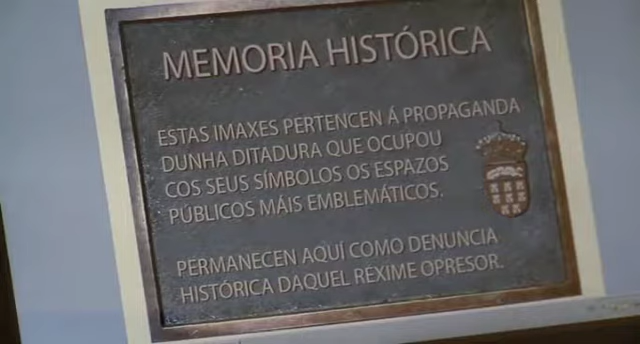 MEMORIA HISTÓRICA
ESTAS IMAXES PERTENCEN Á PROPAGANDA
DUNHA DITADURA QUE OCUPOU
COS SEUS SÍMBOLOS OS ESPAZOS
PÚBLICOS MÁIS EMBLEMÁTICOS.
PERMANECEN AQUÍ COMO DENUNCIA
HISTÓRICA DAQUEL REXIME OPRESOR.